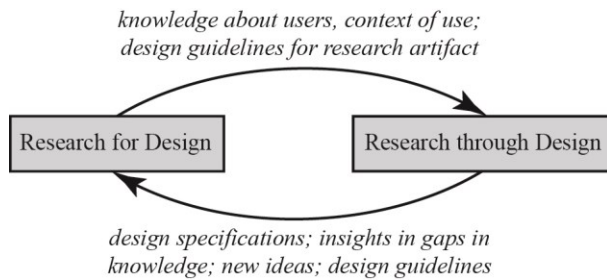 knowledge about users, context of use;
design guidelines for research artifact
Research for Design
Research through Design
design specifications; insights in gaps in
knowledge; new ideas; design guidelines